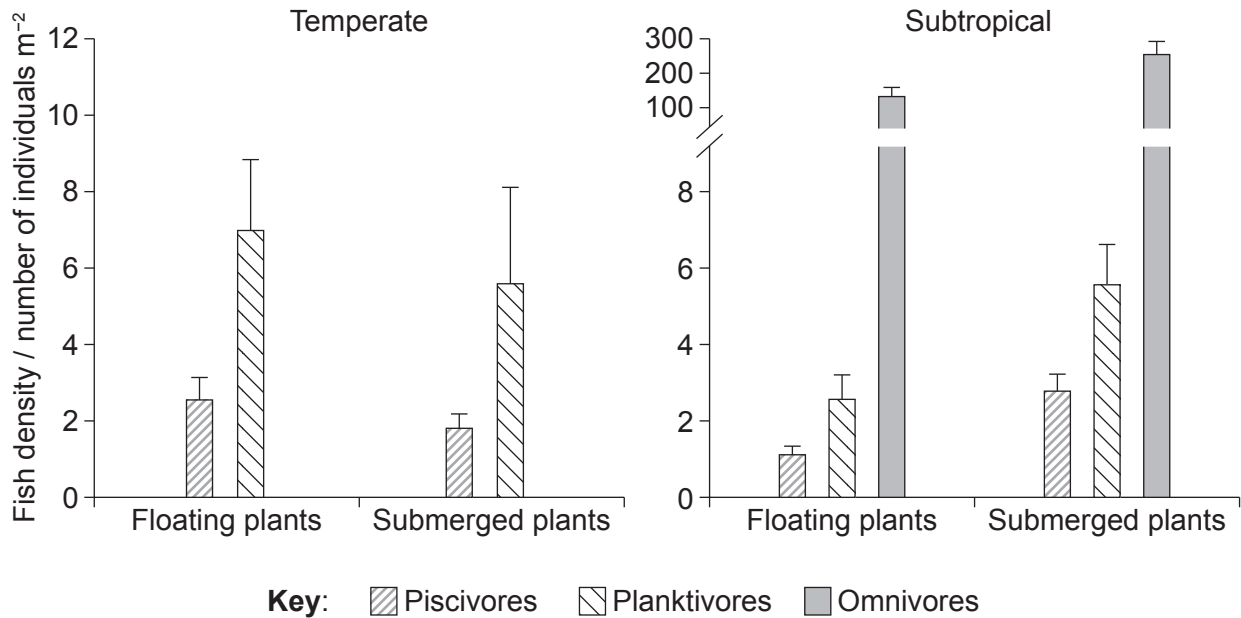 Temperate
Subtropical
Fish density / number of individuals m⁻²
12
10
8
6
4
2
0
Floating plants
Submerged plants
300
200
100
8
6
4
2
0
Floating plants
Submerged plants
Key: Piscivores Planktivores Omnivores